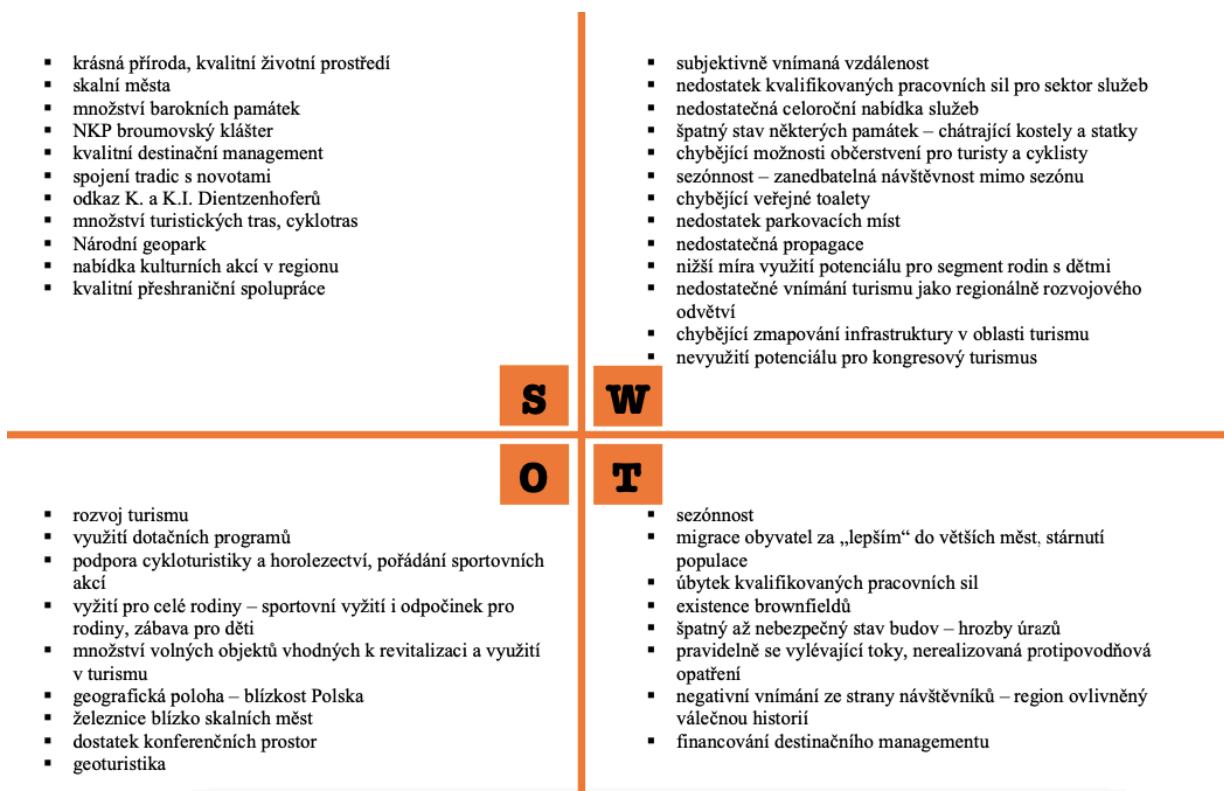 ▪ krásná příroda, kvalitní životní prostředí
▪ skalní města
▪ množství barokních památek
▪ NKP broumovský klášter
▪ kvalitní destinační management
▪ spojení tradic s novotami
▪ odkaz K. a K.I. Dientzenhoferů
▪ množství turistických tras, cyklotras
▪ Národní geopark
▪ nabídka kulturních akcí v regionu
▪ kvalitní přeshraniční spolupráce
S
▪ subjektivně vnímaná vzdálenost
▪ nedostatek kvalifikovaných pracovních sil pro sektor služeb
▪ nedostatečná celoroční nabídka služeb
▪ špatný stav některých památek – chátrající kostely a statky
▪ chybějící možnosti občerstvení pro turisty a cyklisty
▪ sezónnost – zanedbatelná návštěvnost mimo sezónu
▪ chybějící veřejné toalety
▪ nedostatek parkovacích míst
▪ nedostatečná propagace
▪ nižší míra využití potenciálu pro segment rodin s dětmi
▪ nedostatečné vnímání turismu jako regionálně rozvojového
odvětví
▪ chybějící zmapování infrastruktury v oblasti turismu
▪ nevyužití potenciálu pro kongresový turismus
W
O
▪ rozvoj turismu
▪ využití dotačních programů
▪ podpora cykloturistiky a horolezectví, pořádání sportovních
akcí
▪ vyžití pro celé rodiny – sportovní vyžití i odpočinek pro
rodiny, zábava pro děti
▪ množství volných objektů vhodných k revitalizaci a využití
v turismu
▪ geografická poloha – blízkost Polska
▪ železnice blízko skalních měst
▪ dostatek konferenčních prostor
▪ geoturistika
T
▪ sezónnost
▪ migrace obyvatel za „lepším“ do větších měst, stárnutí
populace
▪ úbytek kvalifikovaných pracovních sil
▪ existence brownfieldů
▪ špatný až nebezpečný stav budov – hrozby úrazů
▪ pravidelně se vylévající toky, nerealizovaná protipovodňová
opatření
▪ negativní vnímání ze strany návštěvníků – region ovlivněný
válečnou historií
▪ financování destinačního managementu